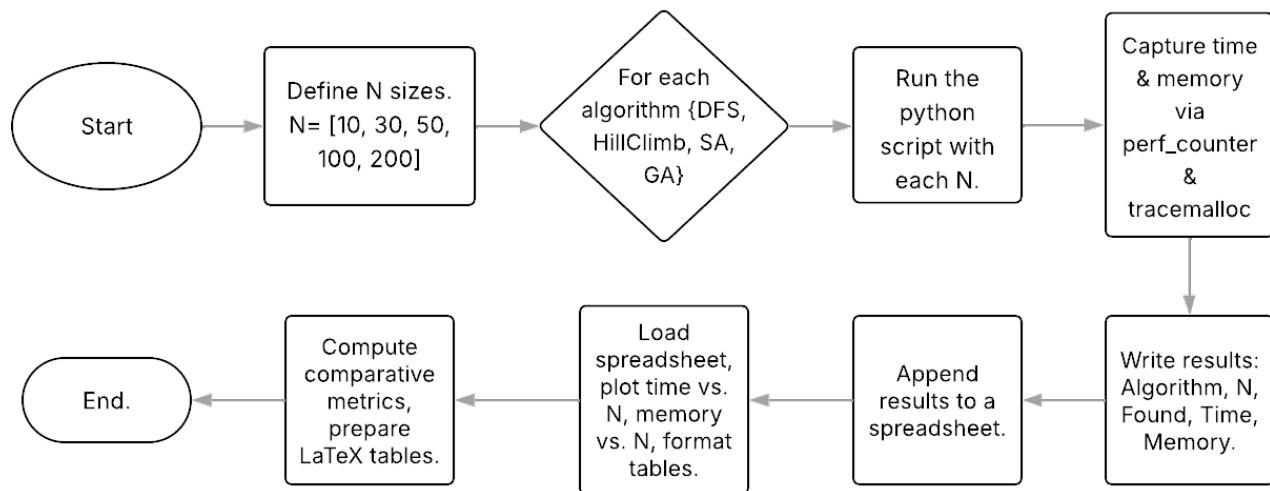 Start
Define N sizes.
N= [10, 30, 50,
100, 200]
For each
algorithm {DFS,
HillClimb, SA,
GA}
Run the
python
script with
each N.
Capture time
& memory
via
perf_counter
&
tracemalloc
Write results:
Algorithm, N,
Found, Time,
Memory.
Append
results to a
spreadsheet.
Load
spreadsheet,
plot time vs.
N, memory
vs. N, format
tables.
Compute
comparative
metrics,
prepare
LaTeX tables.
End.